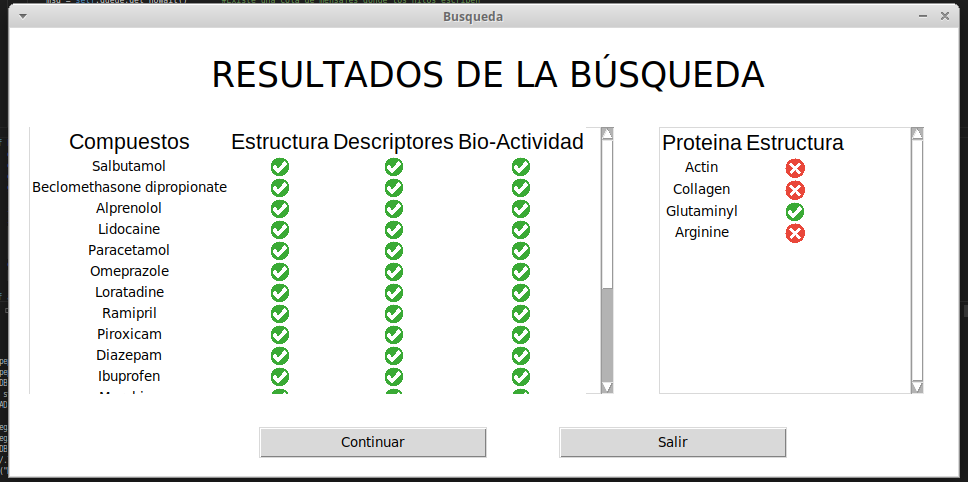 Busqueda
RESULTADOS DE LA BÚSQUEDA
Compuestos Estructura Descriptores Bio-Actividad
Salbutamol
Beclomethasone dipropionate
Alprenolol
Lidocaine
Paracetamol
Omeprazole
Loratadine
Ramipril
Piroxicam
Diazepam
Ibuprofen
Proteina Estructura
Actin
Collagen
Glutaminyl
Arginine
Continuar Salir